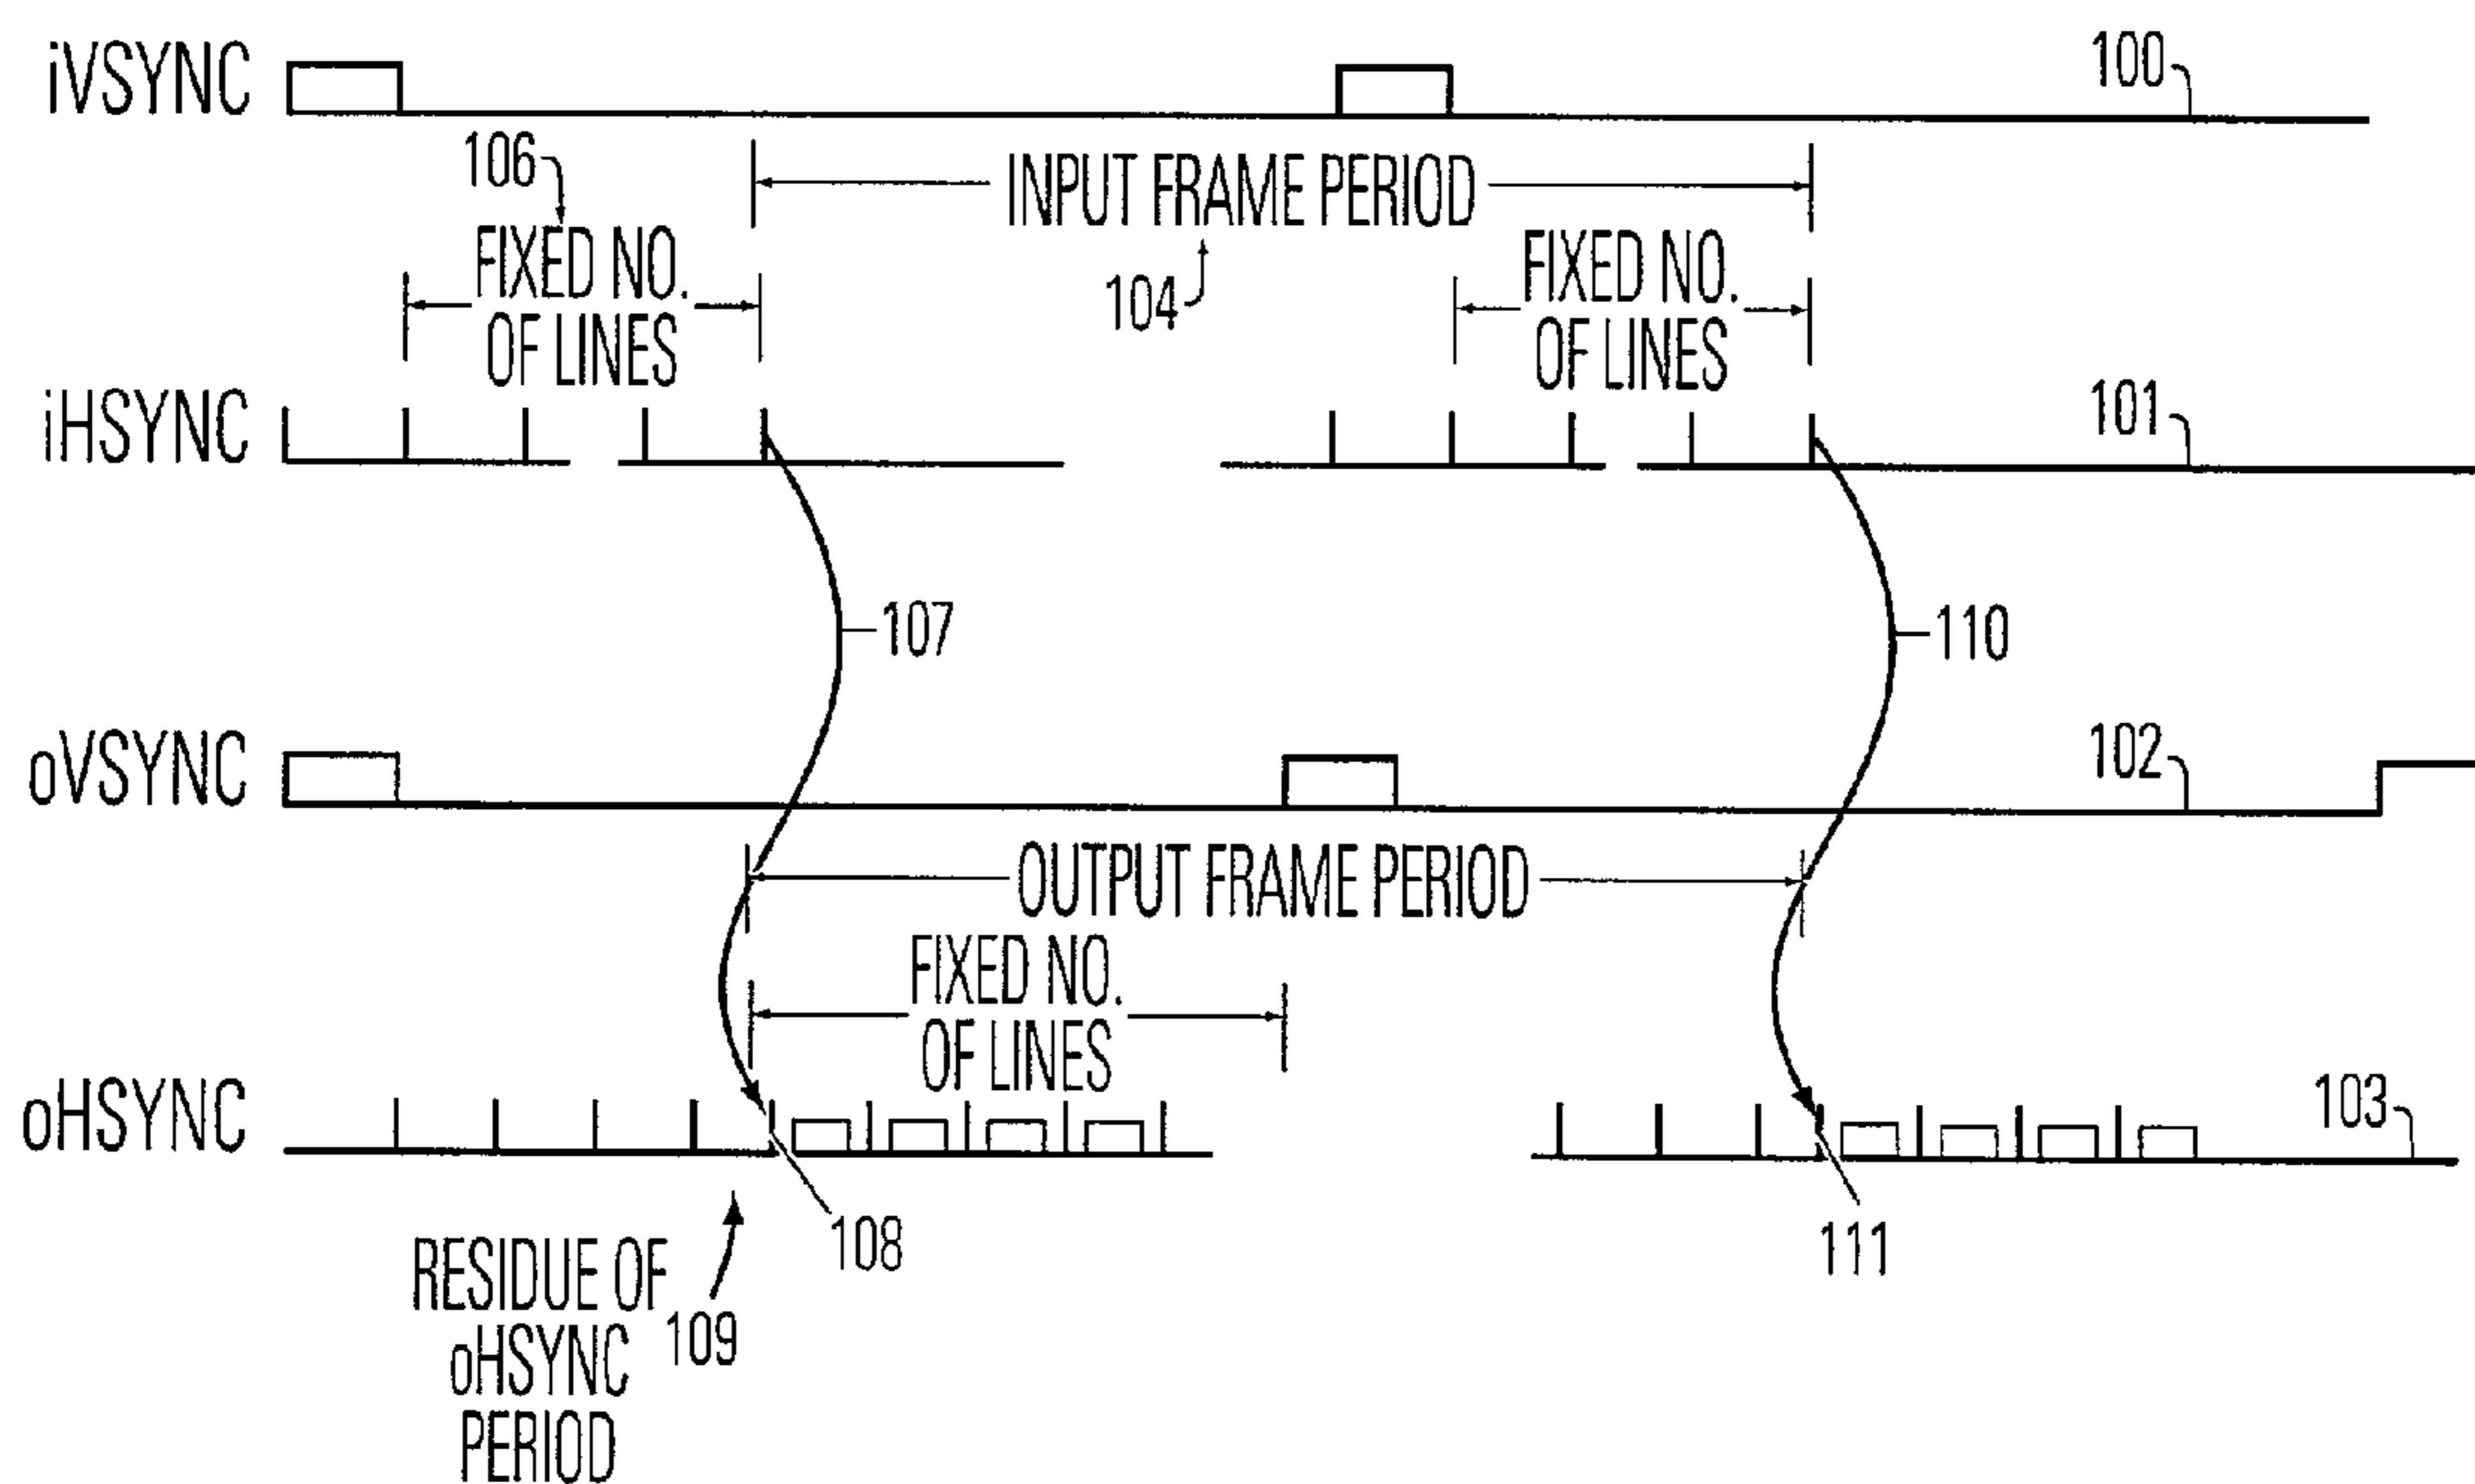 iVSYNC
100
106
INPUT FRAME PERIOD
104
FIXED NO.
OF LINES
FIXED NO.
OF LINES
iHSYNC
101
107
110
oVSYNC
102
OUTPUT FRAME PERIOD
FIXED NO.
OF LINES
oHSYNC
103
108
111
RESIDUE OF
oHSYNC
PERIOD
109